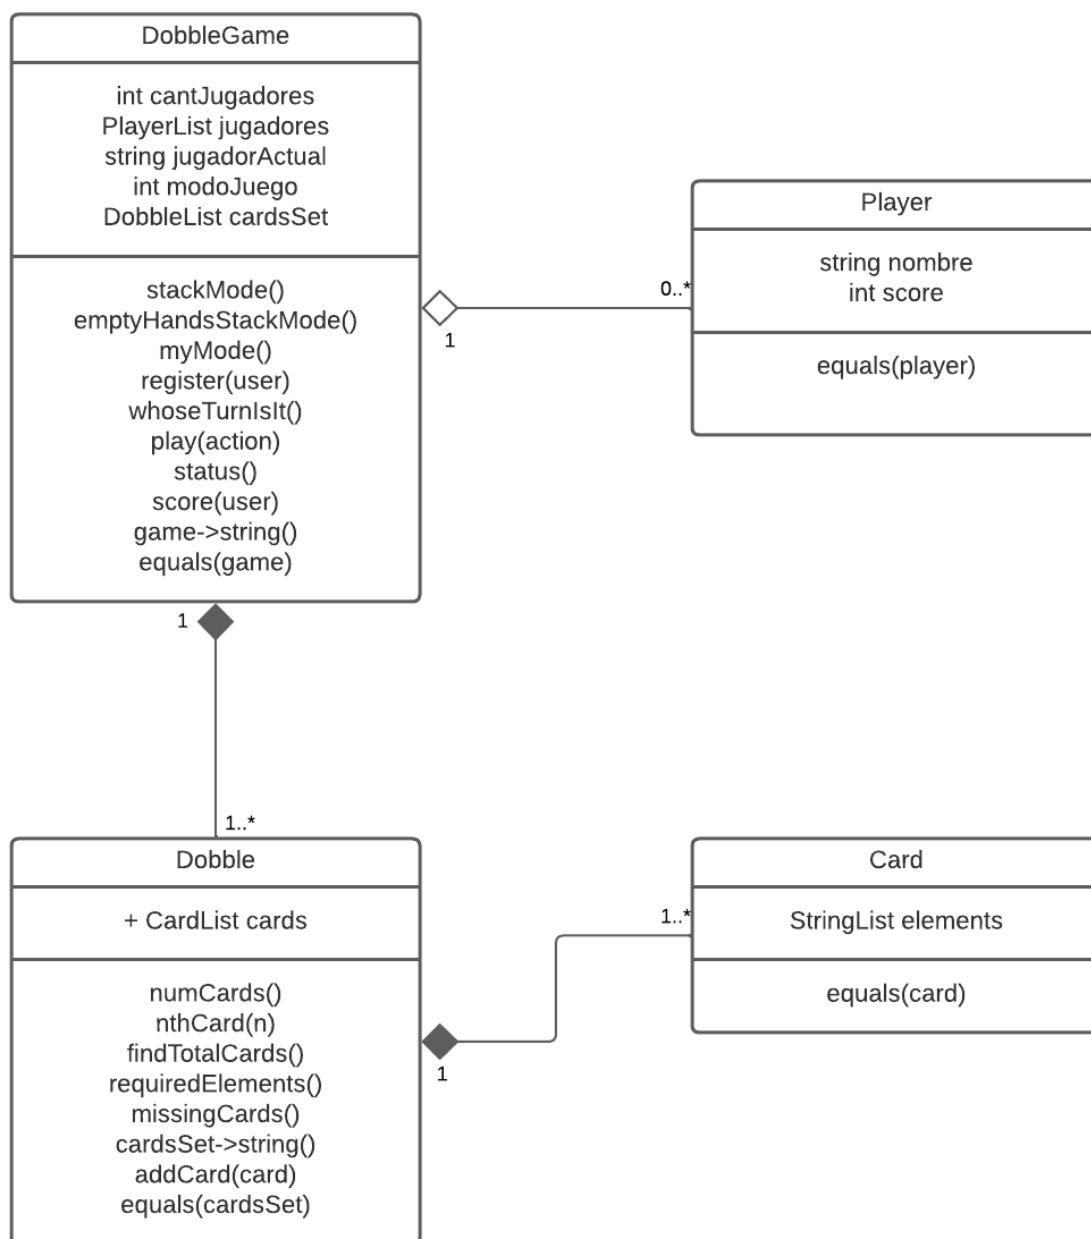 DobbleGame
int cantJugadores
PlayerList jugadores
string jugadorActual
int modoJuego
DobbleList cardsSet
stackMode()
emptyHandsStackMode()
myMode()
register(user)
whoseTurnIsIt()
play(action)
status()
score(user)
game->string()
equals(game)
1
0..*
Player
string nombre
int score
equals(player)
1
1..*
Dobble
+ CardList cards
numCards()
nthCard(n)
findTotalCards()
requiredElements()
missingCards()
cardsSet->string()
addCard(card)
equals(cardsSet)
1
1..*
Card
StringList elements
equals(card)